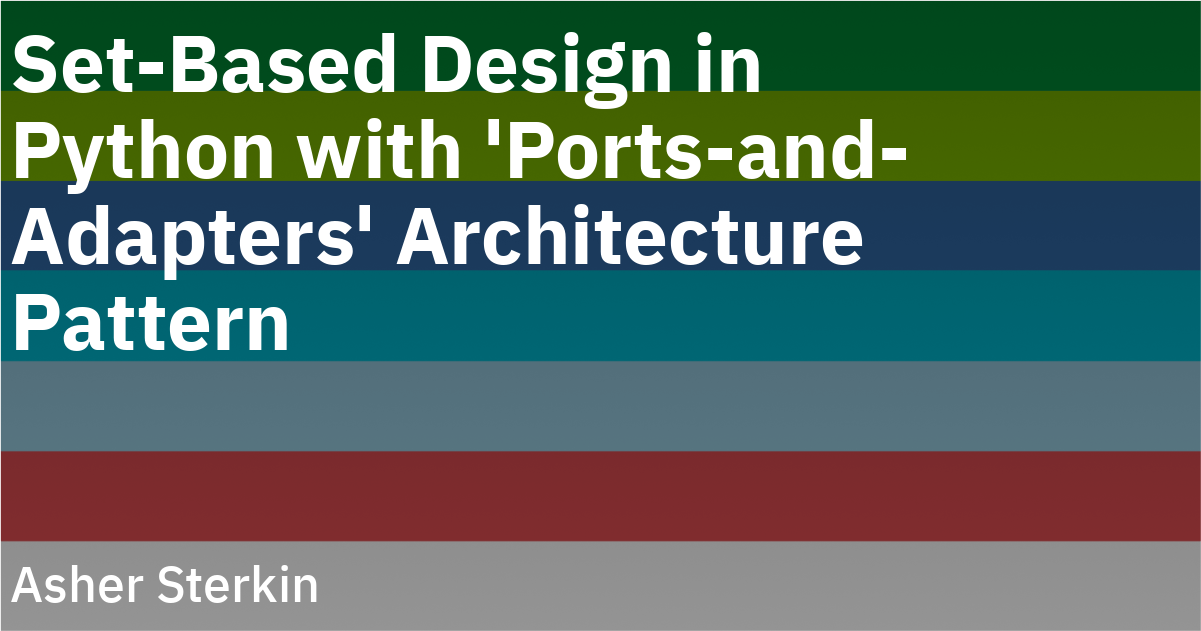 Set-Based Design in
Python with 'Ports-and-
Adapters' Architecture
Pattern
Asher Sterkin